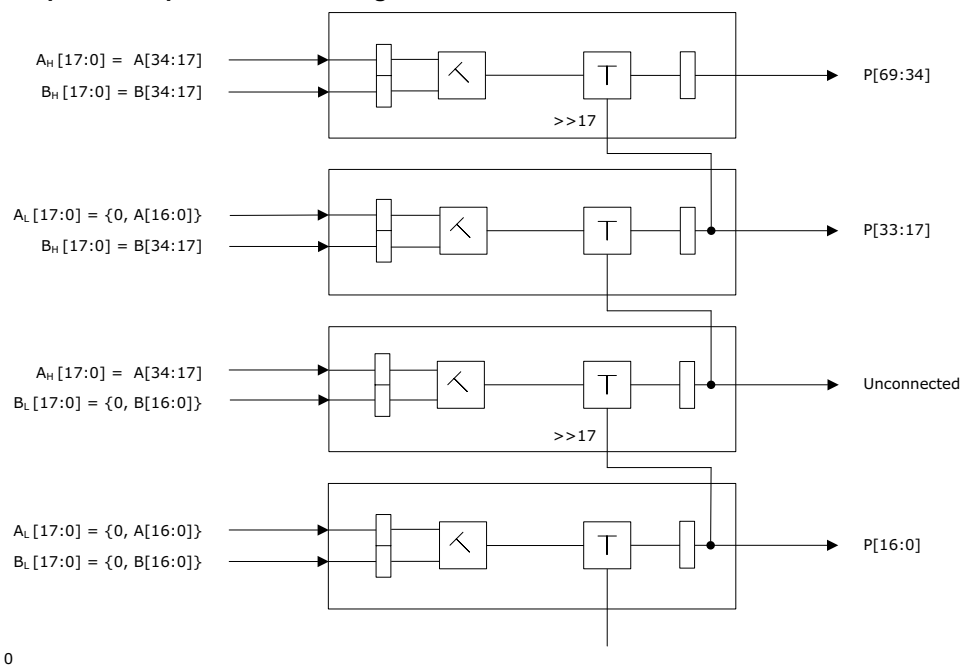 A_H [17:0] = A[34:17]
B_H [17:0] = B[34:17]
>>17
P[69:34]
A_L [17:0] = {0, A[16:0]}
B_H [17:0] = B[34:17]
P[33:17]
A_H [17:0] = A[34:17]
B_L [17:0] = {0, B[16:0]}
>>17
Unconnected
A_L [17:0] = {0, A[16:0]}
B_L [17:0] = {0, B[16:0]}
P[16:0]
0